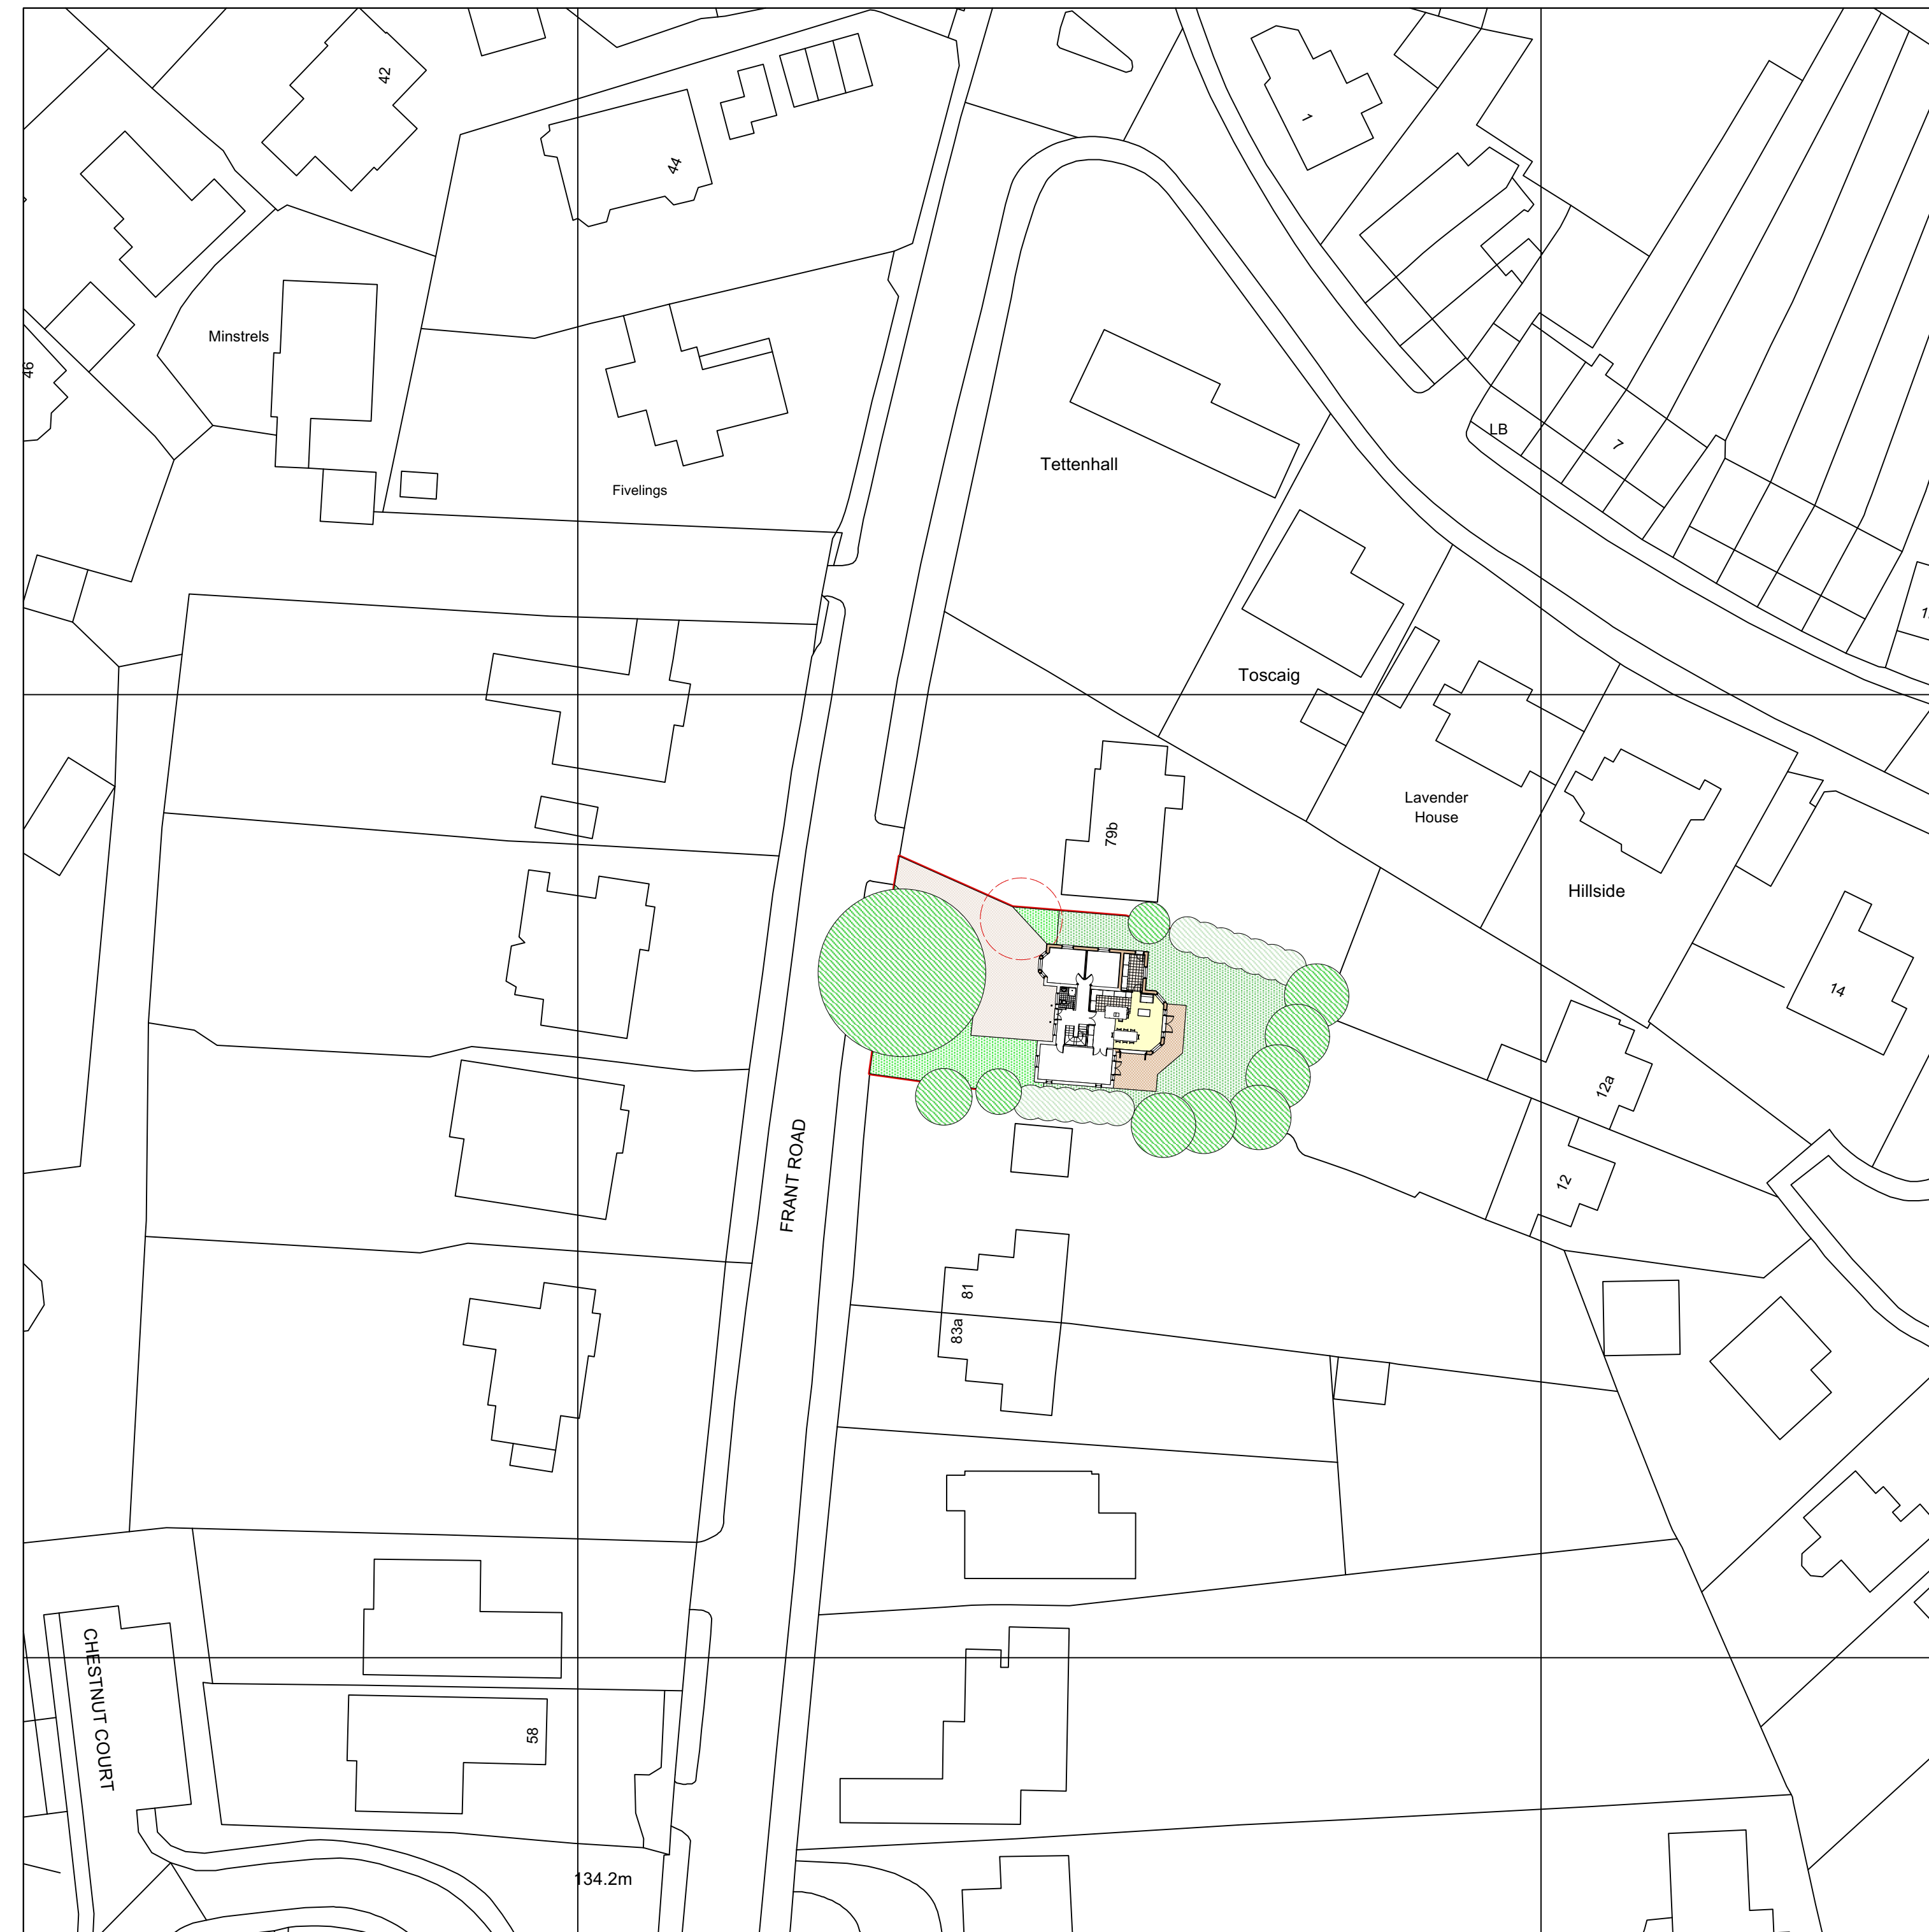 42
1
44
Minstrels
46
LB
7
Tettenhall
Fivelings
Toscaig
Lavender
House
79b
Hillside
14
12a
12
FRANT ROAD
81
83a
CHESTNUT COURT
58
134.2m